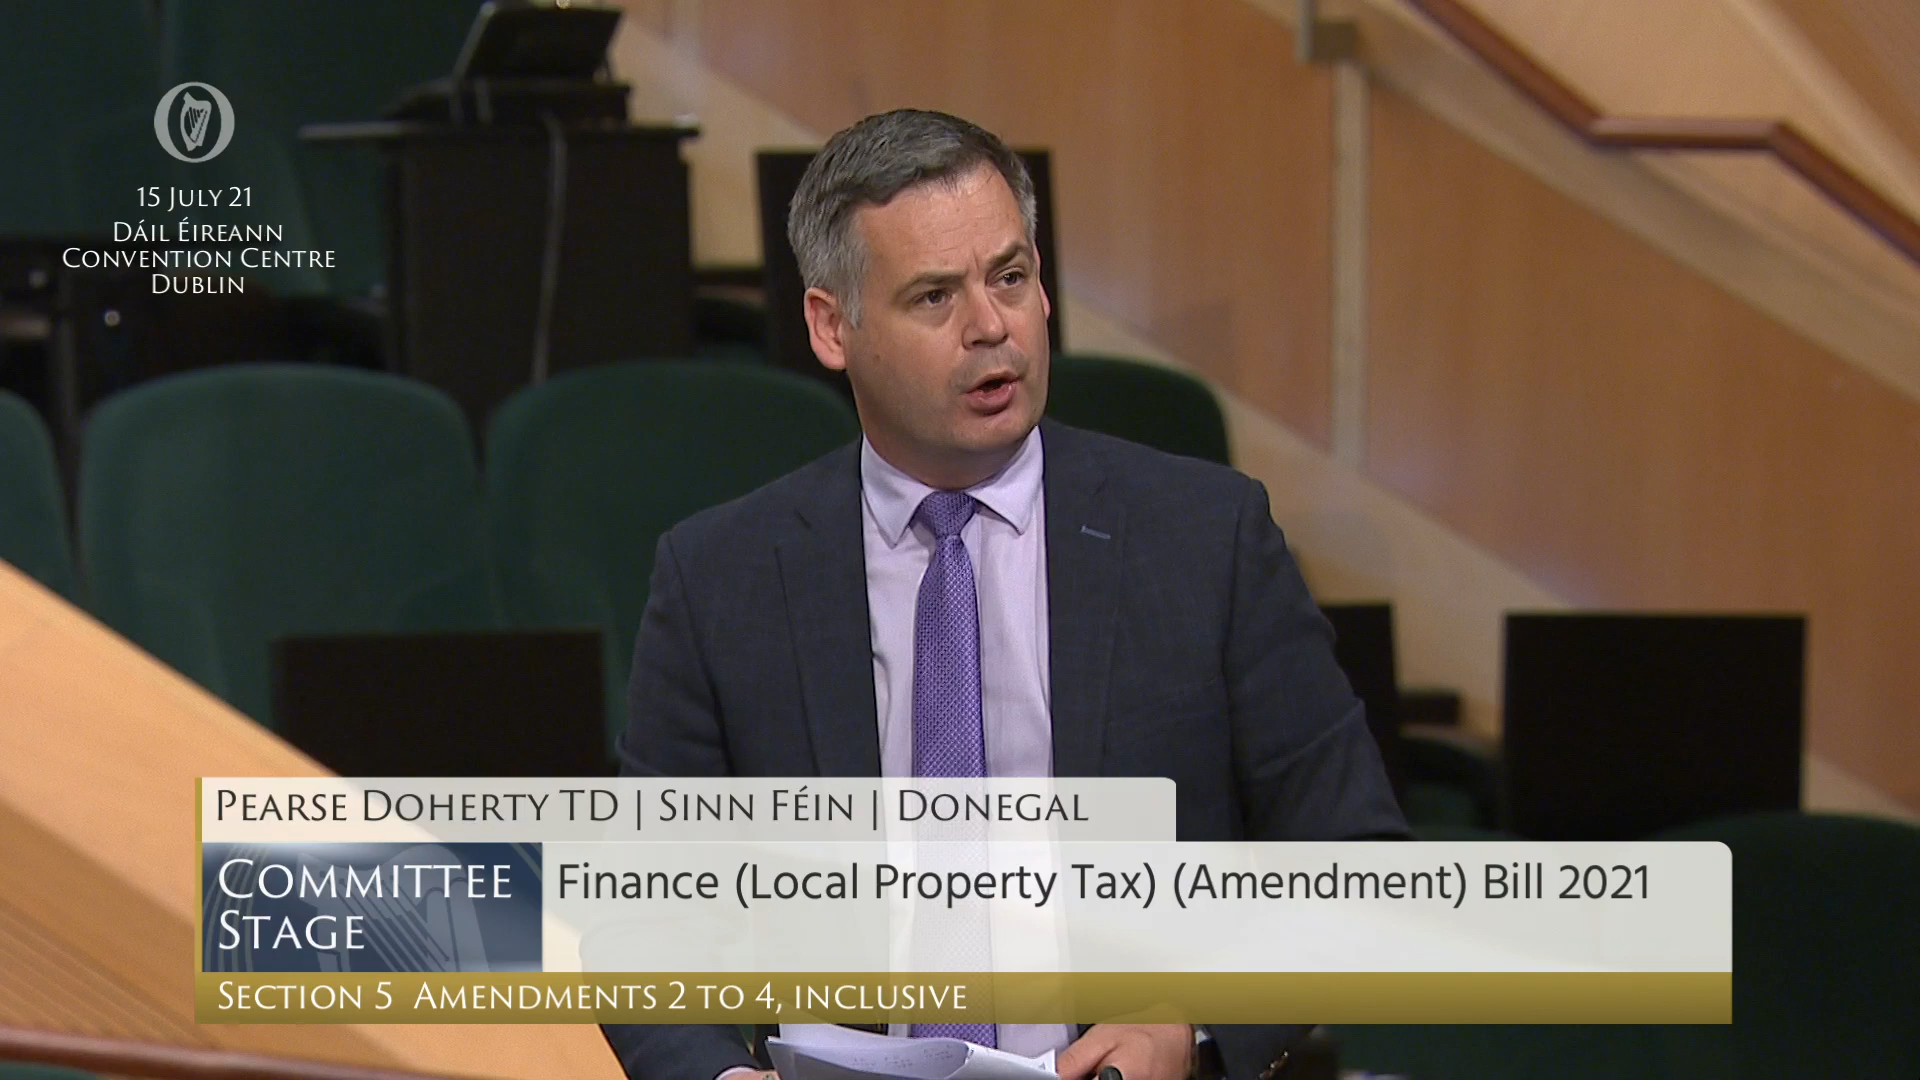 15 July 21
Dáil Éireann
Convention Centre
Dublin
Pearse Doherty TD | Sinn Féin | Donegal
Committee
Stage
Finance (Local Property Tax) (Amendment) Bill 2021
Section 5 Amendments 2 to 4, inclusive